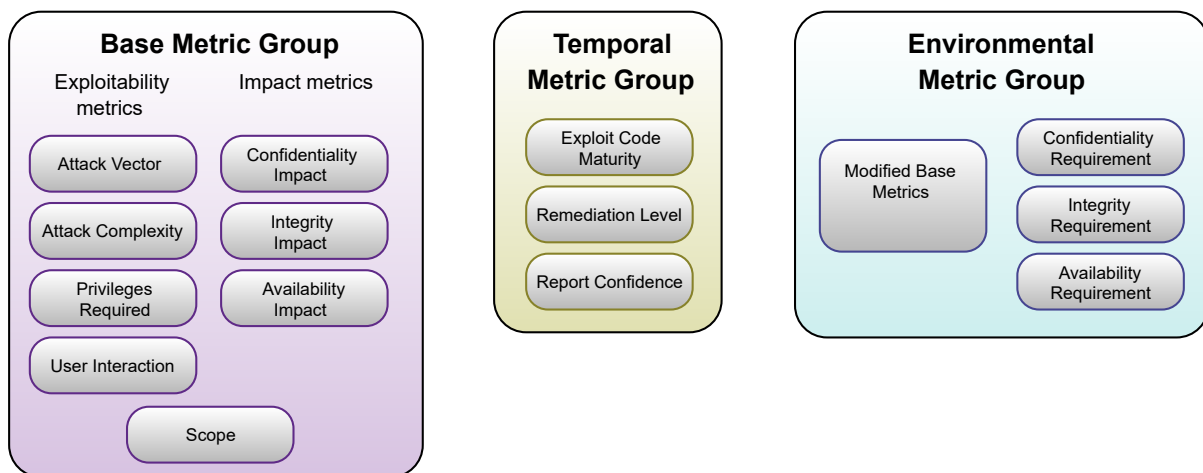 Base Metric Group
Exploitability
metrics
Impact metrics
Attack Vector
Attack Complexity
Privileges
Required
User Interaction
Confidentiality
Impact
Integrity
Impact
Availability
Impact
Scope
Temporal
Metric Group
Exploit Code
Maturity
Remediation Level
Report Confidence
Environmental
Metric Group
Modified Base
Metrics
Confidentiality
Requirement
Integrity
Requirement
Availability
Requirement